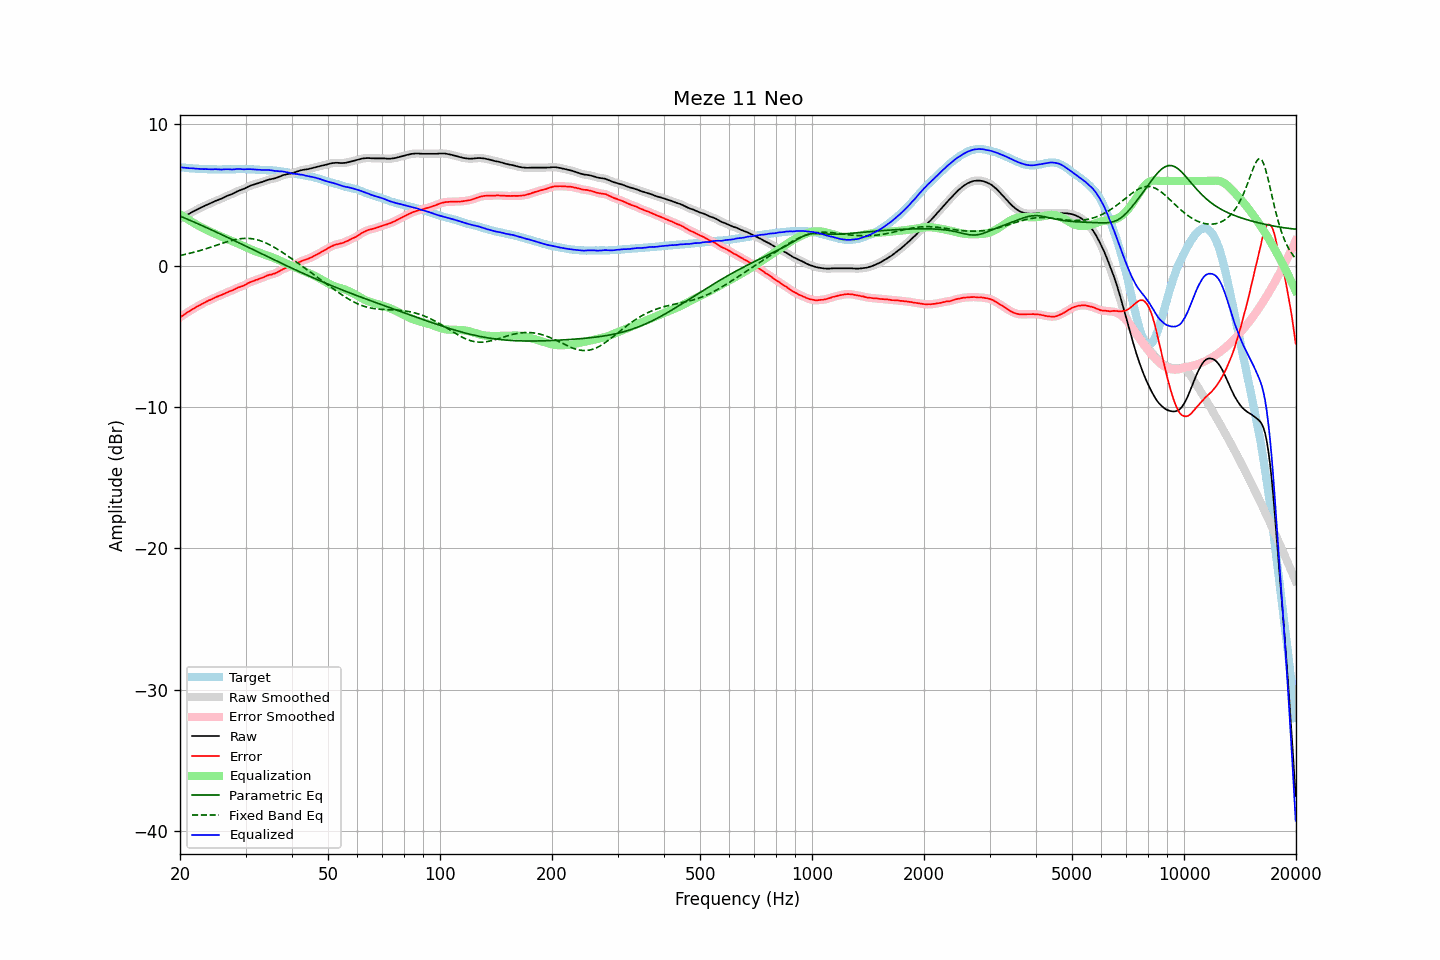 Meze 11 Neo
10
0
−10
−20
−30
−40
Amplitude (dBr)
Target
Raw Smoothed
Error Smoothed
Raw
Error
Equalization
Parametric Eq
Fixed Band Eq
Equalized
20 50 100 200 500 1000 2000 5000 10000 20000
Frequency (Hz)